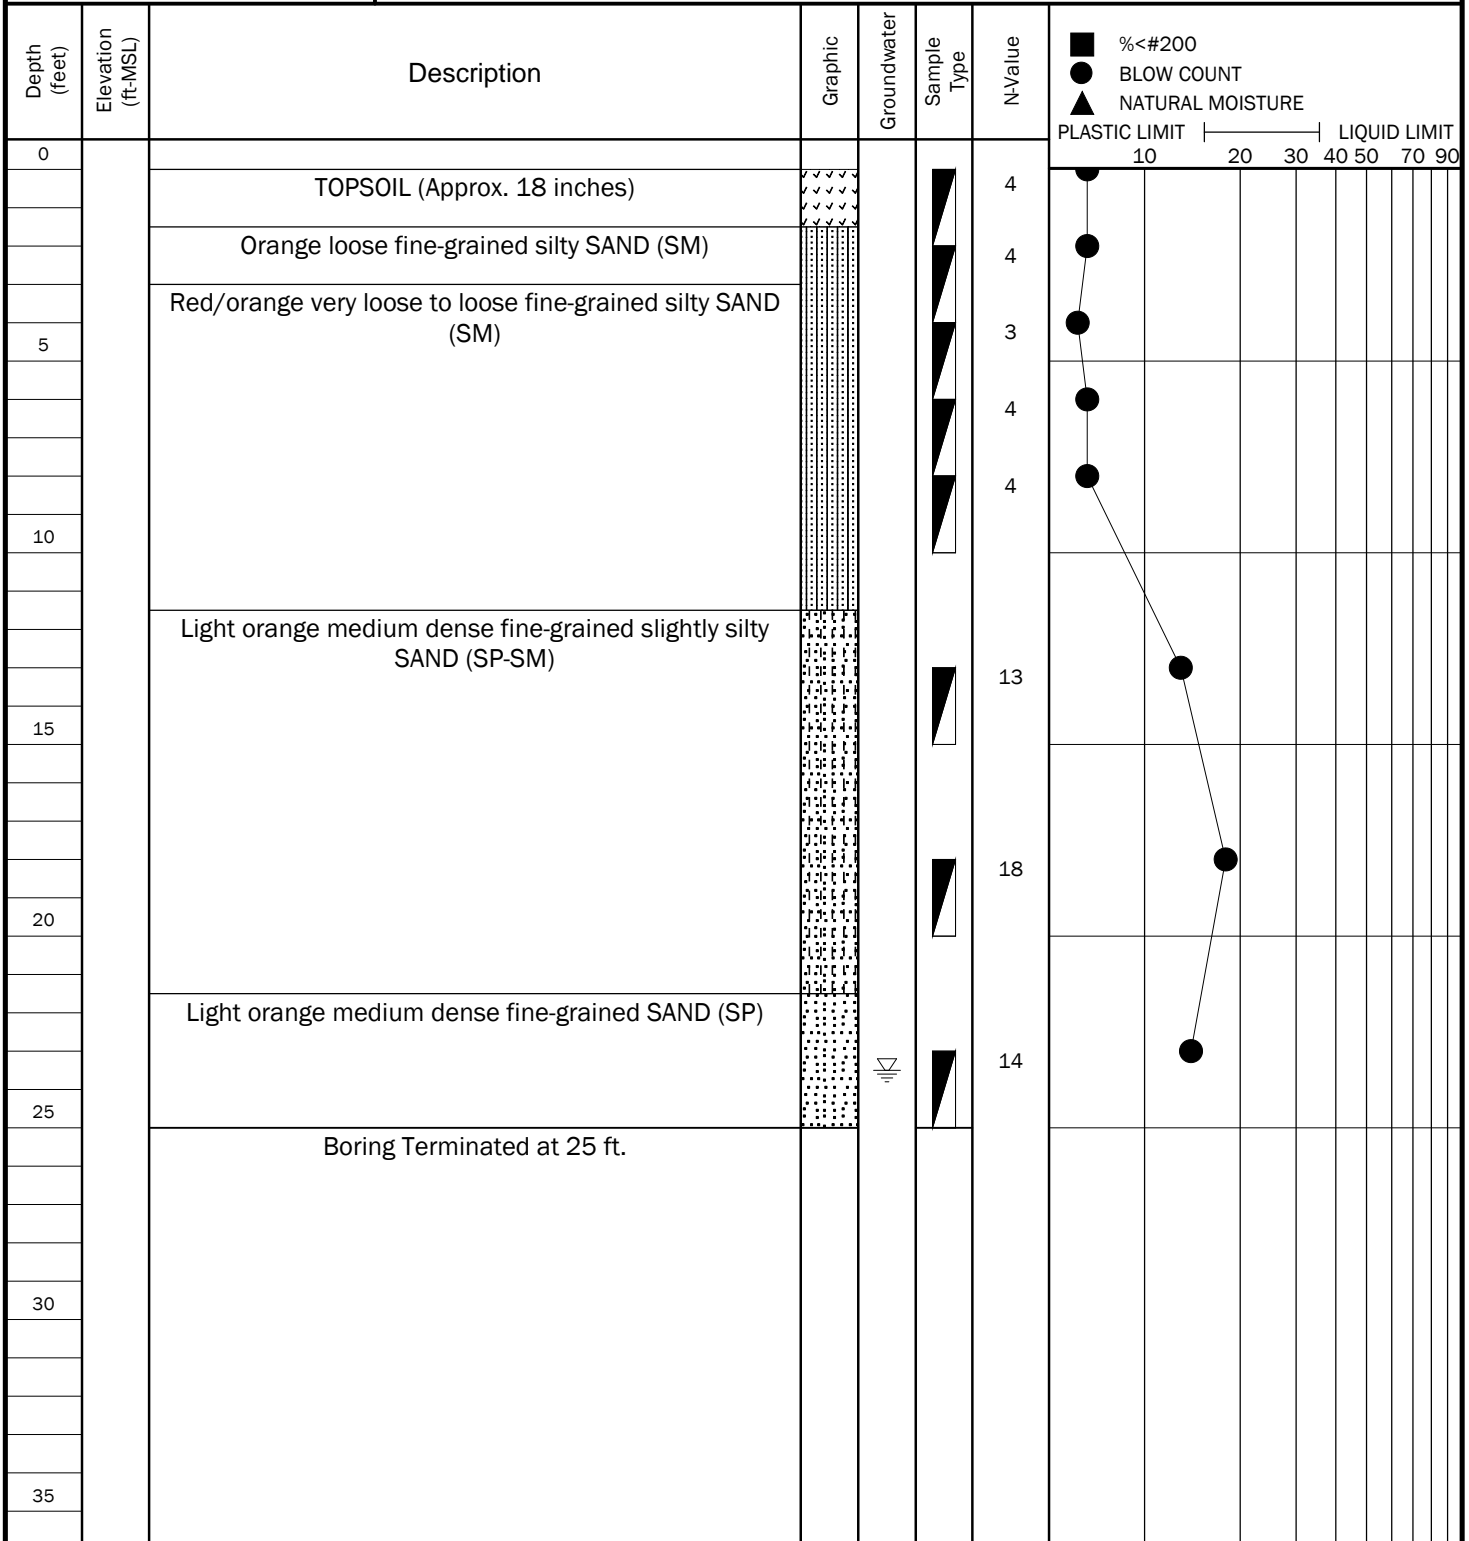 Depth
(feet)
Elevation
(ft-MSL)
Description
Graphic
Groundwater
Sample
Type
N-Value
%<#200
BLOW COUNT
NATURAL MOISTURE
PLASTIC LIMIT LIQUID LIMIT
10 20 30 40 50 70 90
0
TOPSOIL (Approx. 18 inches)
4
Orange loose fine-grained silty SAND (SM)
4
Red/orange very loose to loose fine-grained silty SAND
(SM)
3
5
4
4
10
Light orange medium dense fine-grained slightly silty
SAND (SP-SM)
13
15
18
20
Light orange medium dense fine-grained SAND (SP)
14
25
Boring Terminated at 25 ft.
30
35